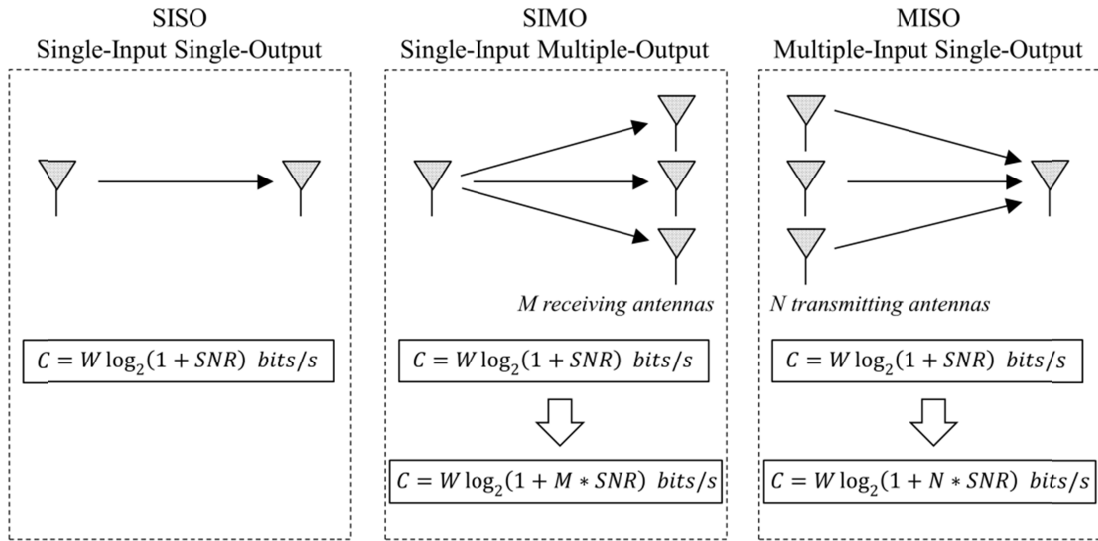 SISO
Single-Input Single-Output
C = W log₂(1 + SNR) bits/s
SIMO
Single-Input Multiple-Output
M receiving antennas
C = W log₂(1 + SNR) bits/s
C = W log₂(1 + M * SNR) bits/s
MISO
Multiple-Input Single-Output
N transmitting antennas
C = W log₂(1 + SNR) bits/s
C = W log₂(1 + N * SNR) bits/s